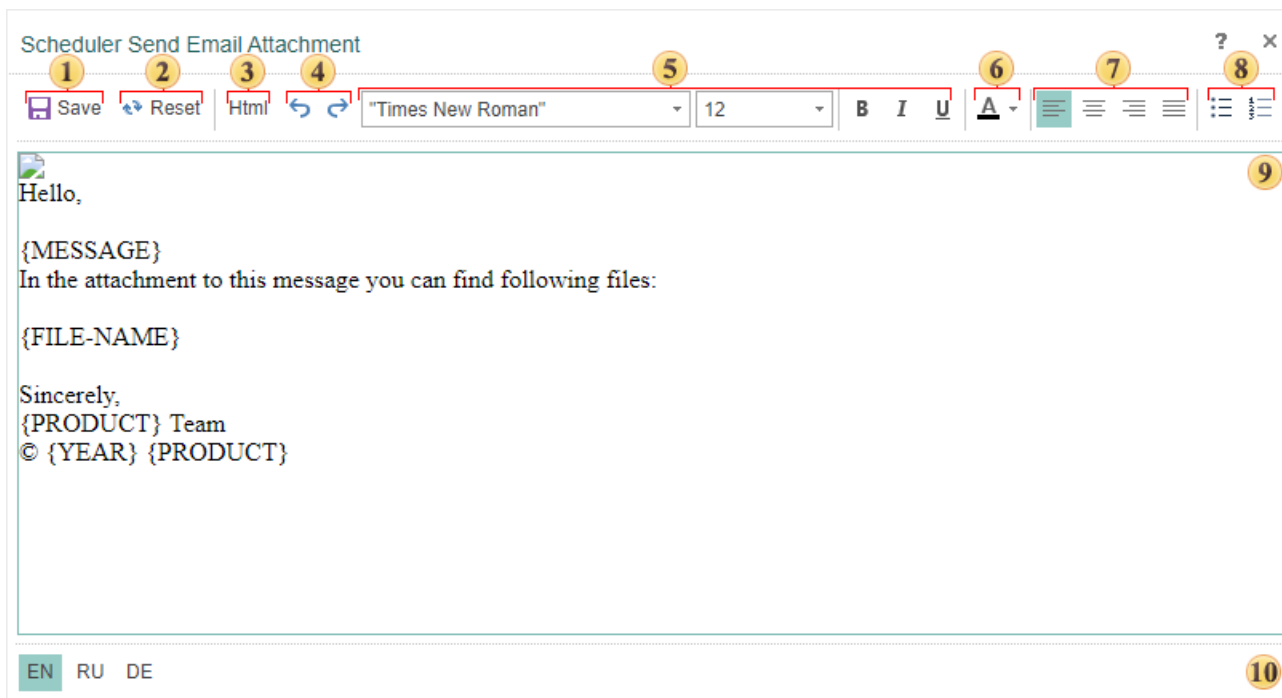 Scheduler Send Email Attachment ? ×
1 2 3 4 5 6 7 8
Save Reset Html "Times New Roman" 12 B I U A
9
Hello,
{MESSAGE}
In the attachment to this message you can find following files:
{FILE-NAME}
Sincerely,
{PRODUCT} Team
© {YEAR} {PRODUCT}
EN RU DE 10